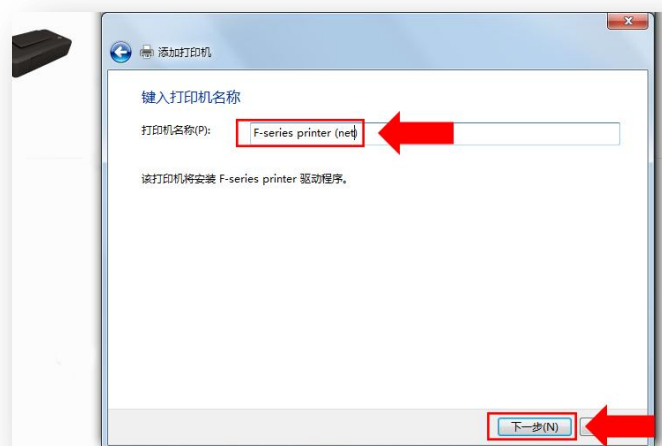 添加打印机
键入打印机名称
打印机名称(P): F-series printer (net)
该打印机将安装 F-series printer 驱动程序。
下一步(N)